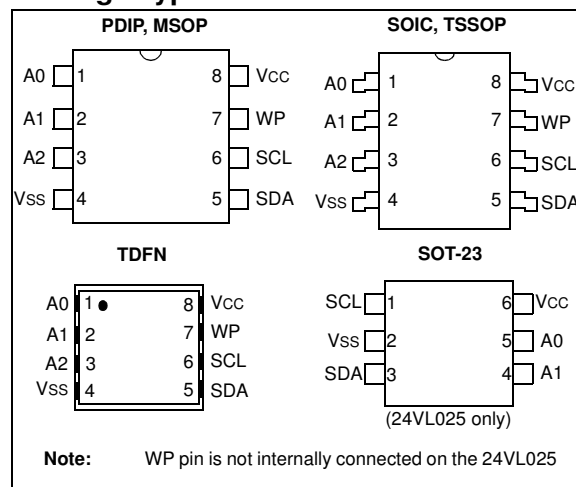 PDIP, MSOP
A0 1 8 VCC
A1 2 7 WP
A2 3 6 SCL
VSS 4 5 SDA
SOIC, TSSOP
A0 1 8 VCC
A1 2 7 WP
A2 3 6 SCL
VSS 4 5 SDA
TDFN
A0 1 8 VCC
A1 2 7 WP
A2 3 6 SCL
VSS 4 5 SDA
SOT-23
SCL 1 6 VCC
VSS 2 5 A0
SDA 3 4 A1
(24VL025 only)
Note: WP pin is not internally connected on the 24VL025